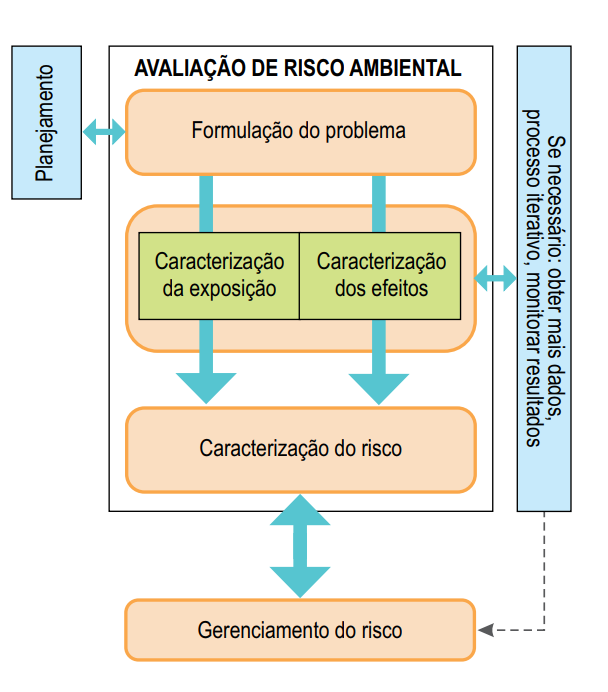 Planejamento
AVALIAÇÃO DE RISCO AMBIENTAL
Formulação do problema
Caracterização
da exposição
Caracterização
dos efeitos
Caracterização do risco
Se necessário: obter mais dados,
processo iterativo, monitorar resultados
Gerenciamento do risco